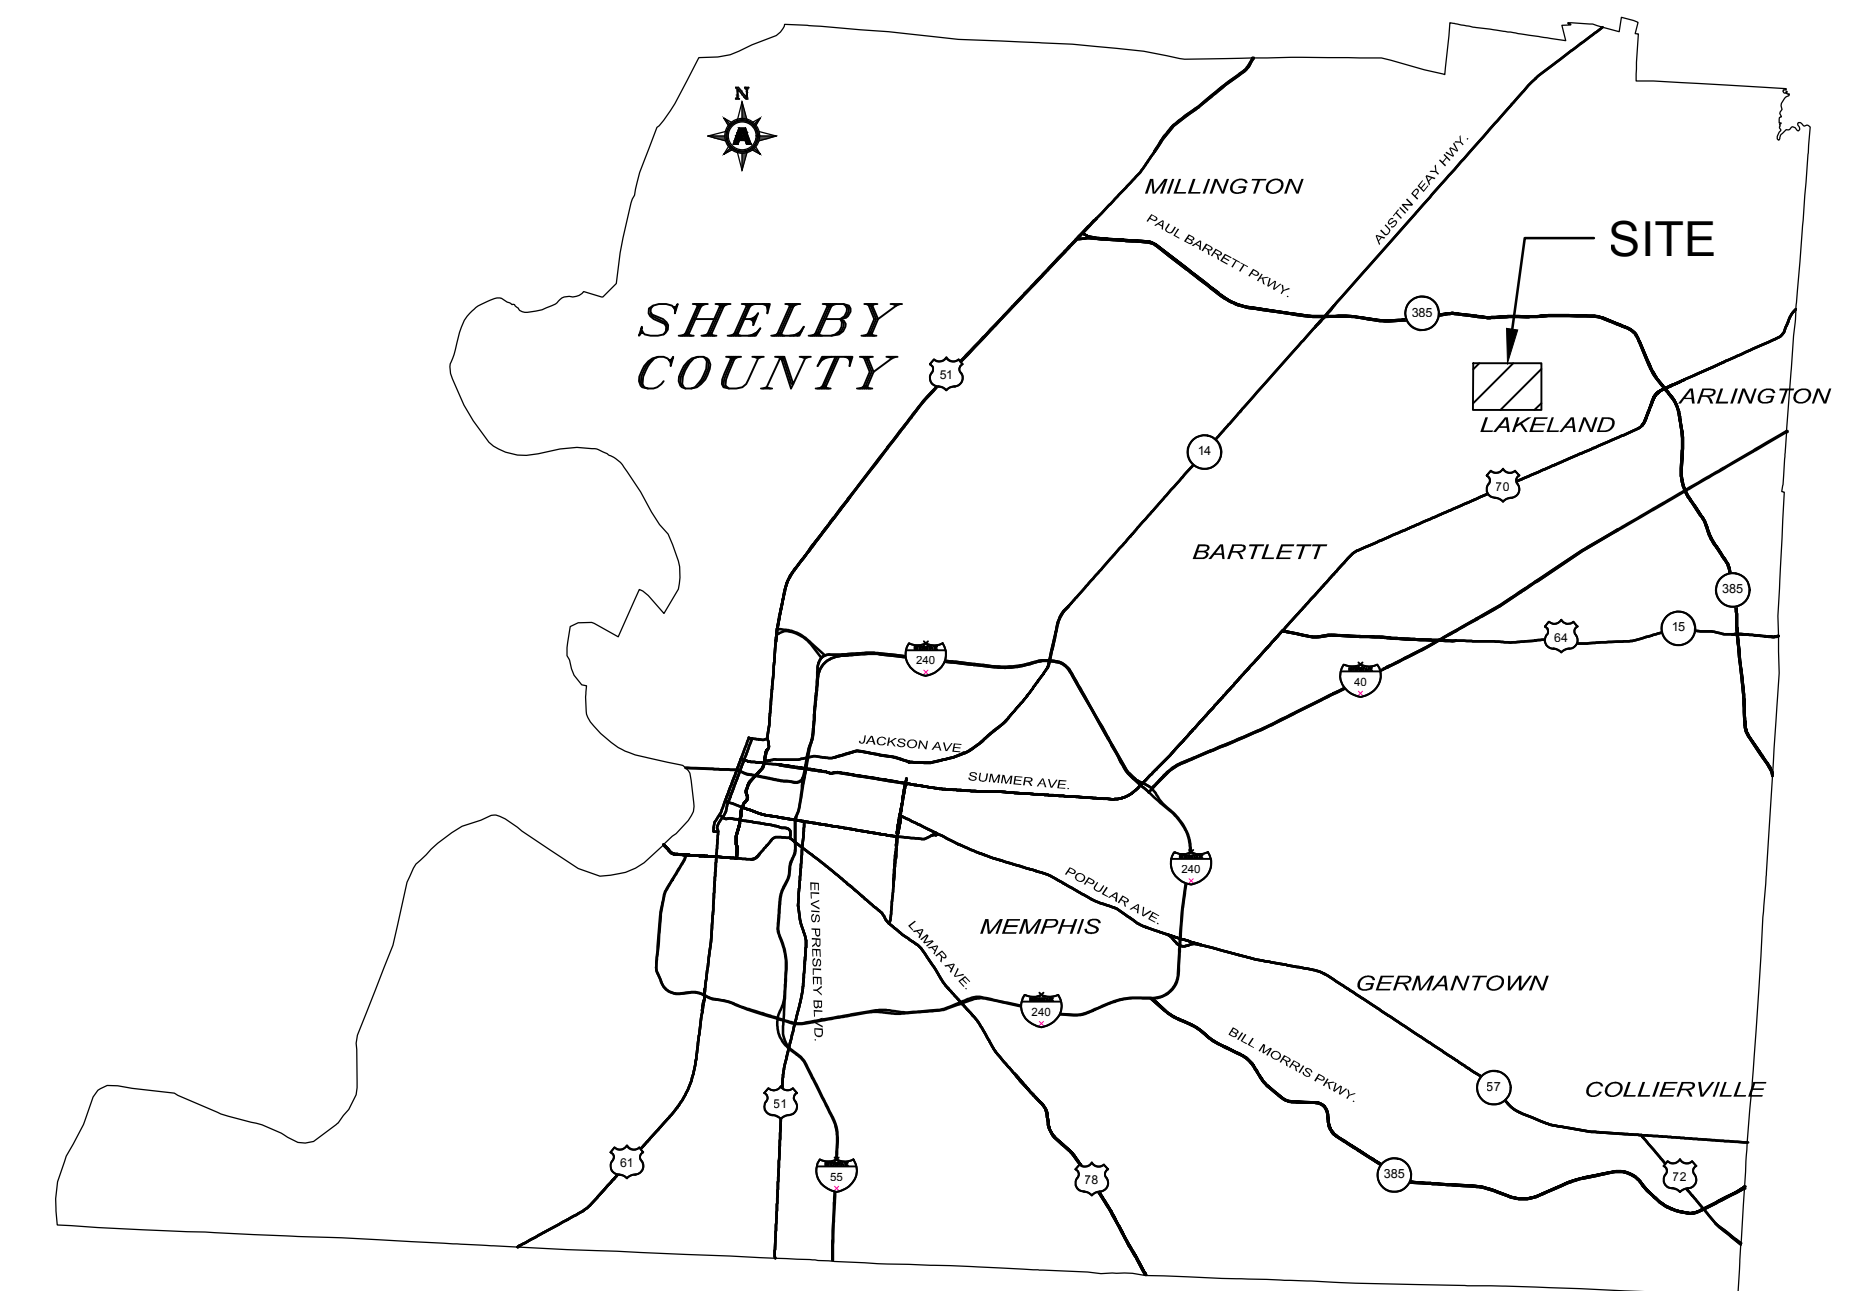 N
A
MILLINGTON
AUSTIN PEAY HWY.
PAUL BARRETT PKWY.
SITE
SHELBY
COUNTY
385
51
ARLINGTON
LAKELAND
14
70
BARTLETT
385
15
64
240
40
JACKSON AVE
SUMMER AVE.
240
POPULAR AVE.
ELVIS PRESLEY BLVD.
LAMAR AVE.
MEMPHIS
GERMANTOWN
240
BILL MORRIS PKWY.
57
COLLIERVILLE
51
61
55
78
385
72